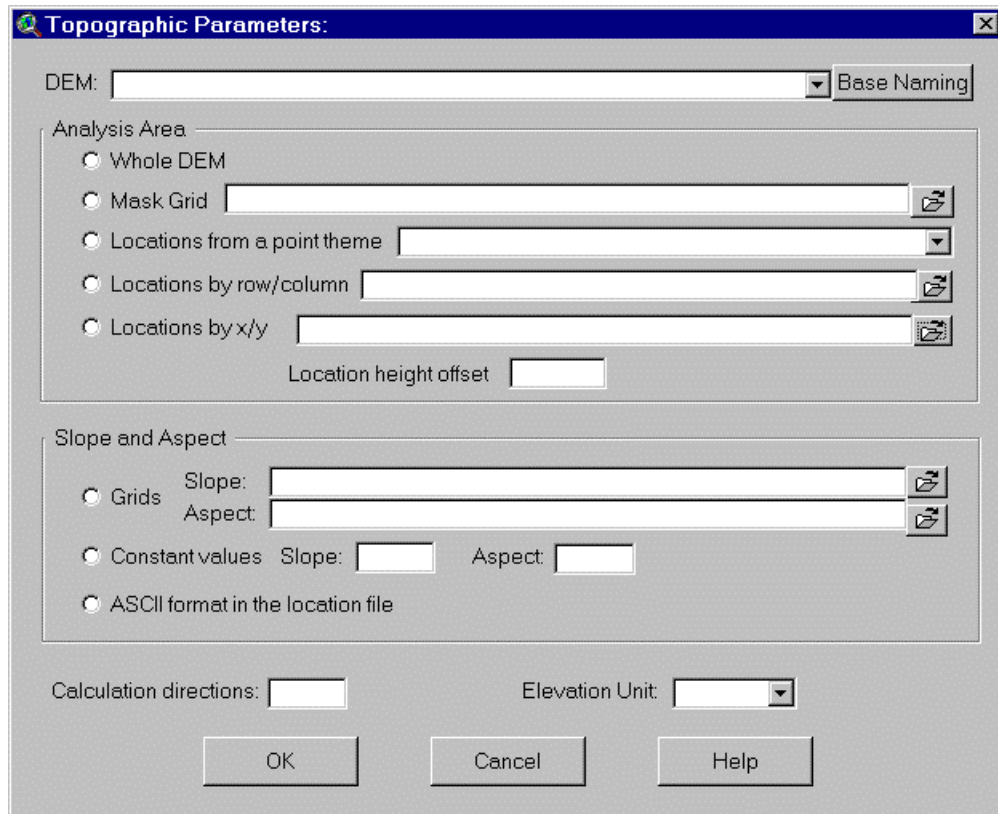 Topographic Parameters:
DEM: Base Naming
Analysis Area
Whole DEM
Mask Grid
Locations from a point theme
Locations by row/column
Locations by x/y
Location height offset
Slope and Aspect
Grids Slope:
Aspect:
Constant values Slope: Aspect:
ASCII format in the location file
Calculation directions: Elevation Unit:
OK Cancel Help